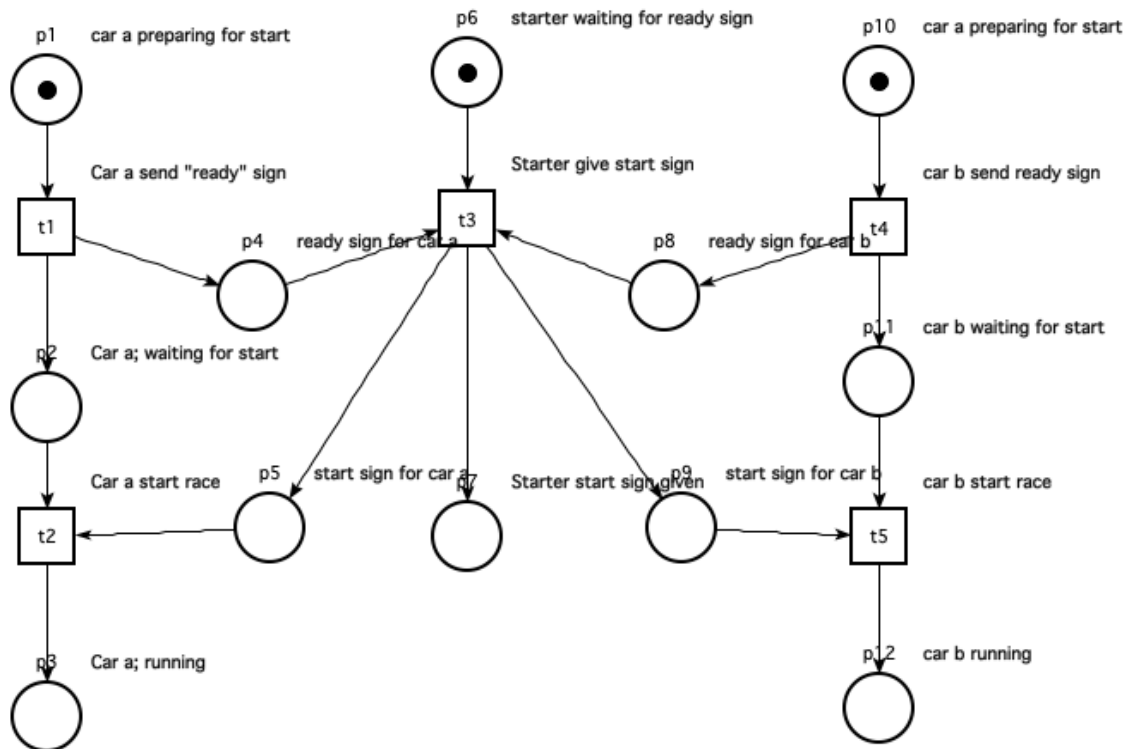 p1 car a preparing for start
p6 starter waiting for ready sign
p10 car a preparing for start
Car a send "ready" sign
Starter give start sign
car b send ready sign
t1
t3
t4
p4 ready sign for car a
p8 ready sign for car b
p2 Car a; waiting for start
p11 car b waiting for start
Car a start race
p5 start sign for car a
p7 Starter start sign given
p9 start sign for car b
car b start race
t2
t5
p3 Car a; running
p12 car b running